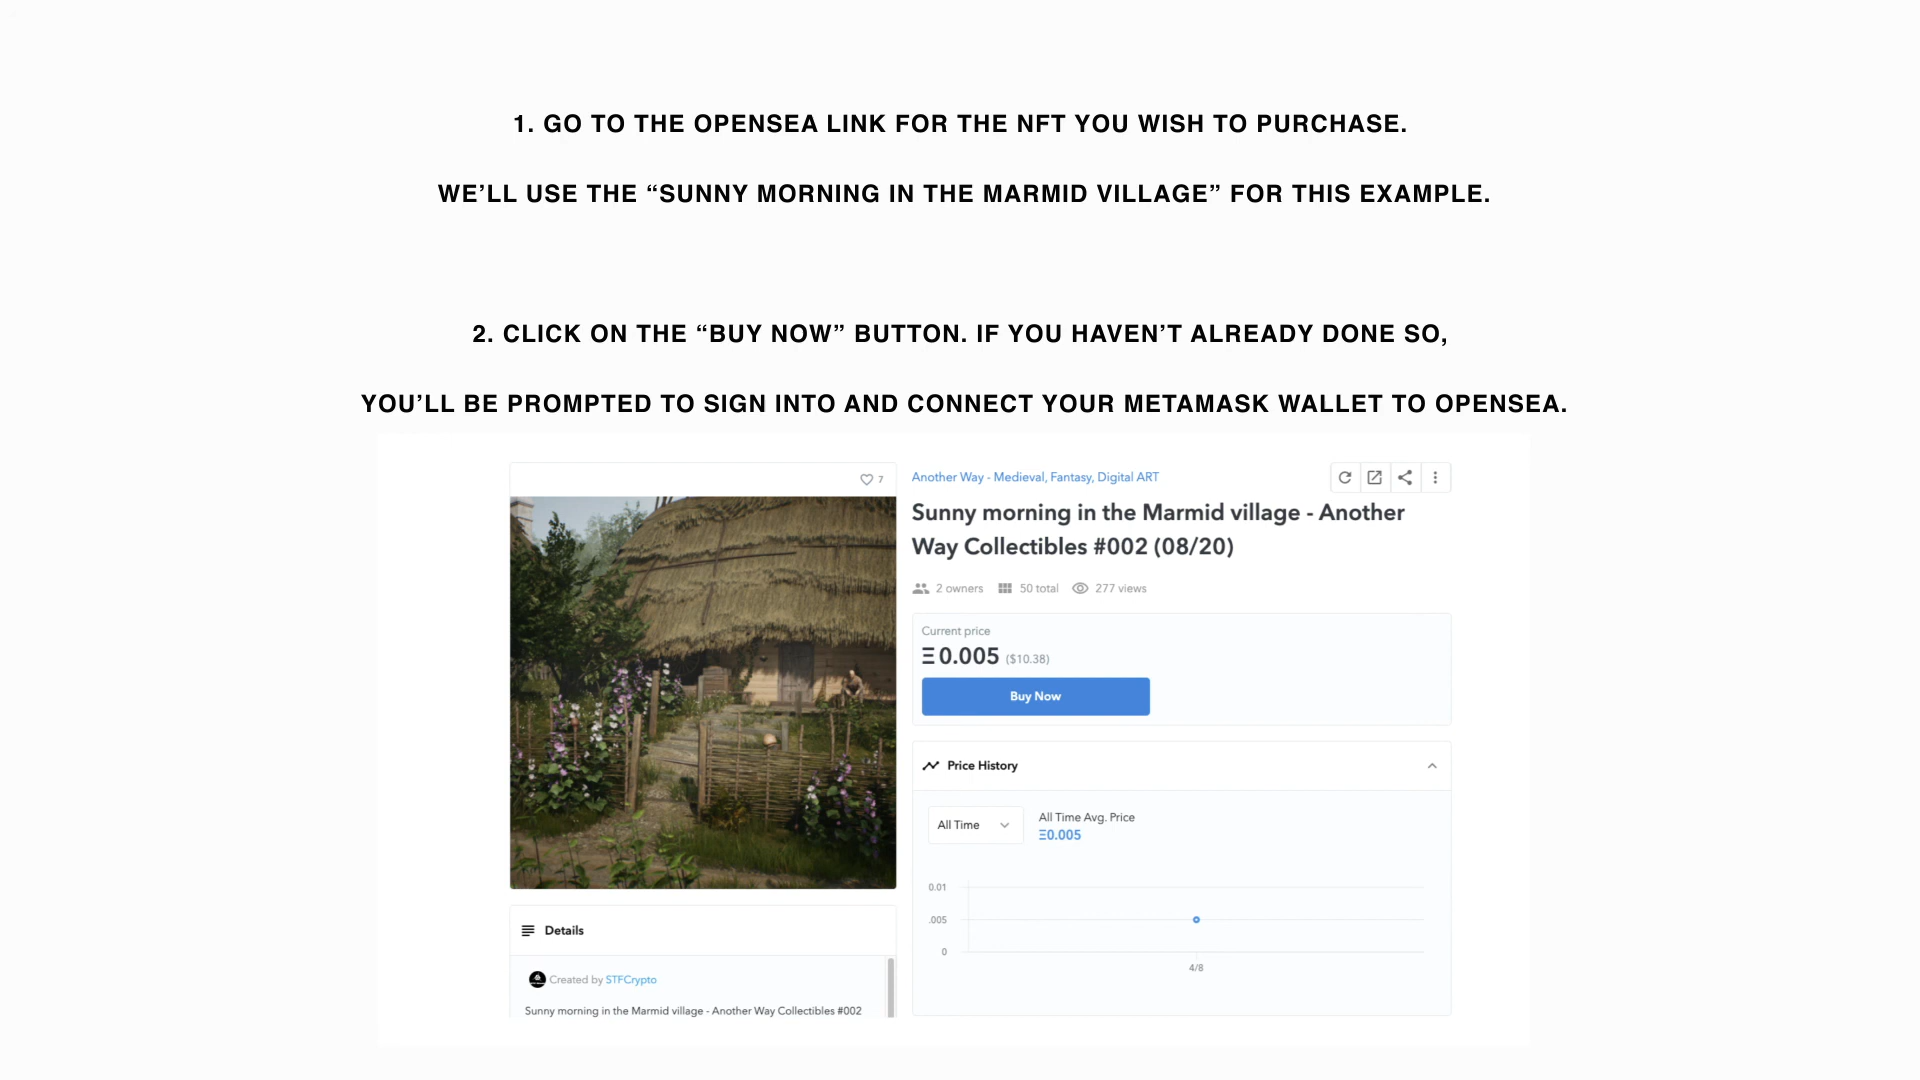 1. GO TO THE OPENSEA LINK FOR THE NFT YOU WISH TO PURCHASE.
WE’LL USE THE “SUNNY MORNING IN THE MARMID VILLAGE” FOR THIS EXAMPLE.
2. CLICK ON THE “BUY NOW” BUTTON. IF YOU HAVEN’T ALREADY DONE SO,
YOU’LL BE PROMPTED TO SIGN INTO AND CONNECT YOUR METAMASK WALLET TO OPENSEA.
7
Another Way - Medieval, Fantasy, Digital ART
Sunny morning in the Marmid village - Another
Way Collectibles #002 (08/20)
2 owners 50 total 277 views
Current price
Ξ 0.005 ($10.38)
Buy Now
Price History
All Time
All Time Avg. Price
Ξ0.005
0.01
.005
0
4/8
Details
Created by STFCrypto
Sunny morning in the Marmid village - Another Way Collectibles #002